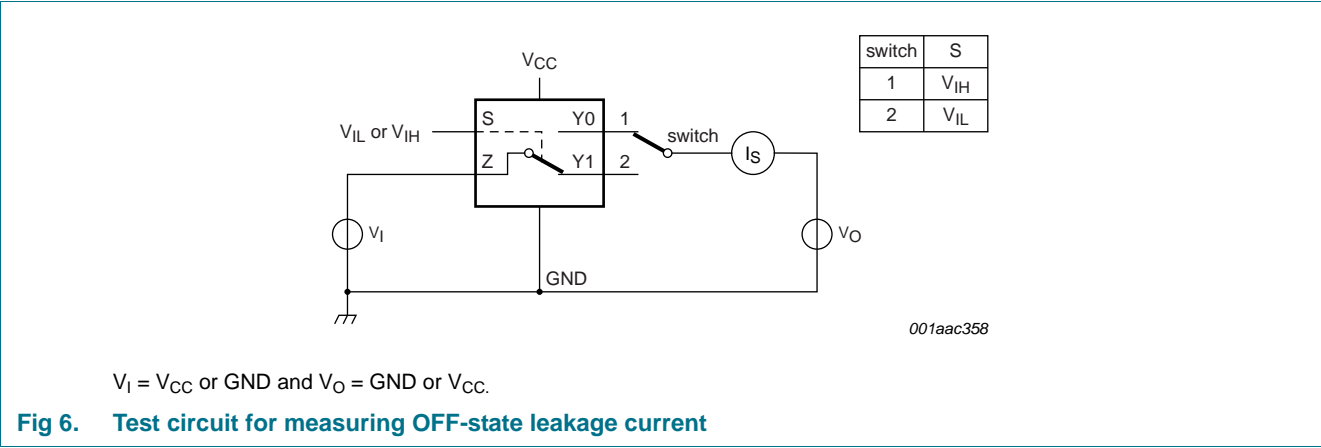 switch S
1 VIH
2 VIL
VCC
VIL or VIH
S
Y0
1
switch
IS
Z
Y1
2
VI
VO
GND
001aac358
VI = VCC or GND and VO = GND or VCC.
Fig 6. Test circuit for measuring OFF-state leakage current